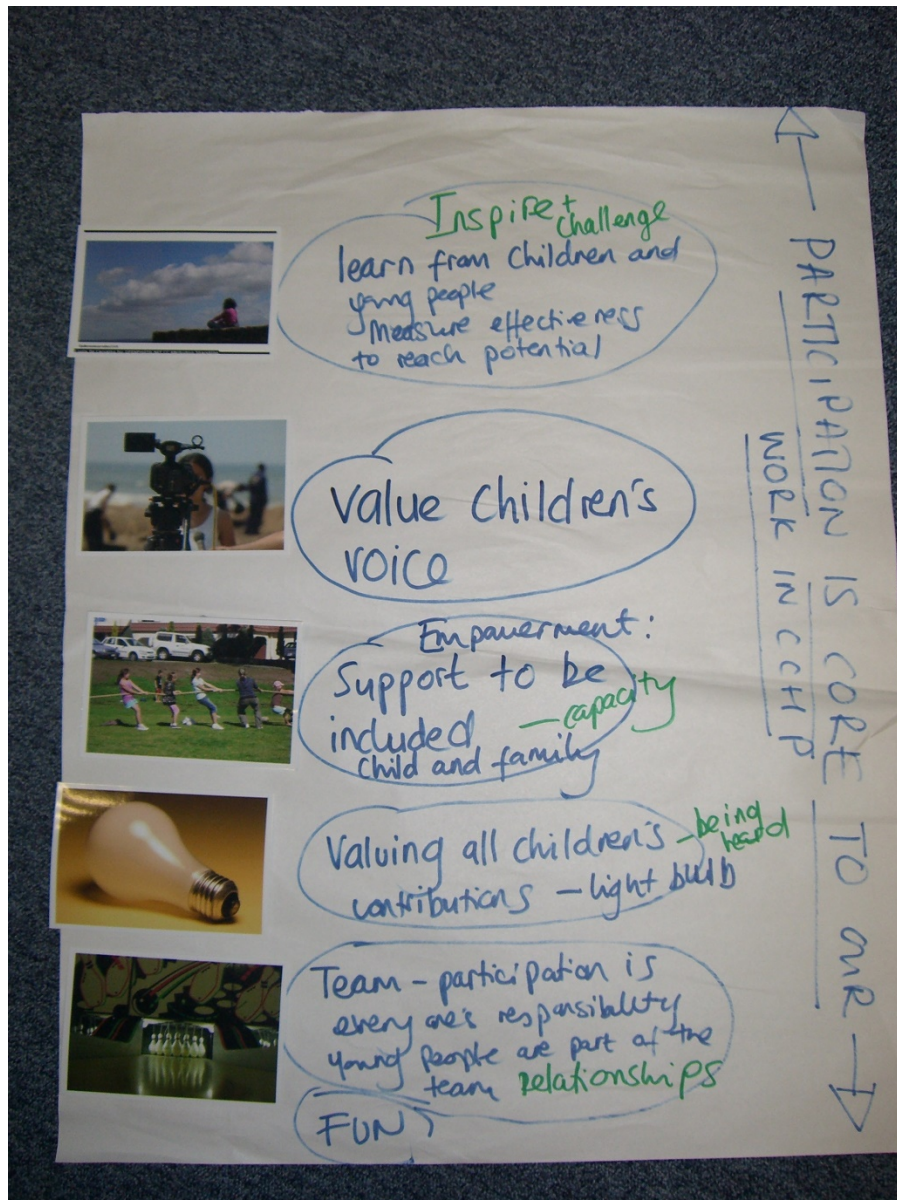 Inspire + challenge
learn from children and
young people
Measure effectiveness
to reach potential
Value Children's
voice
Empowerment:
Support to be
included — capacity
child and family
Valuing all children's — being heard
contributions — light bulb
Team – participation is
everyone's responsibility
young people are part of the
team relationships
FUN
PARTICIPATION IS CORE TO OUR
WORK IN CCHP